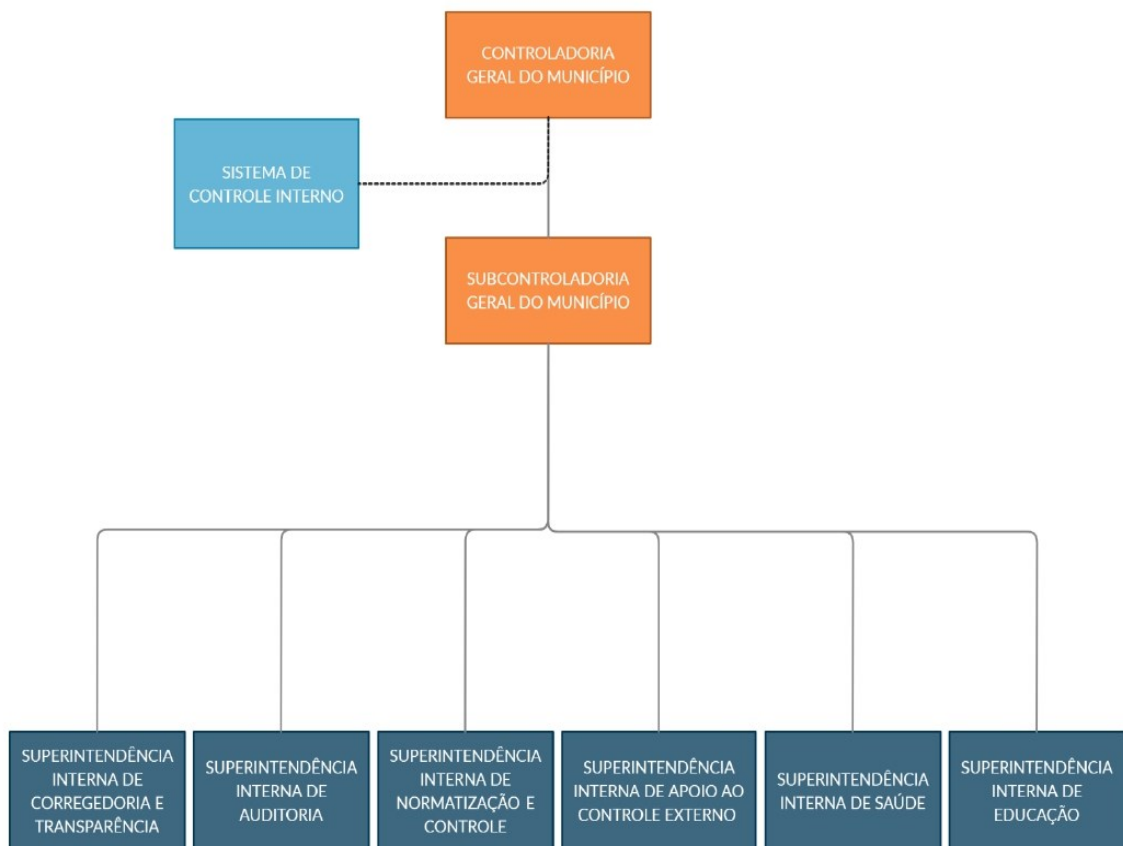 CONTROLADORIA
GERAL DO MUNICÍPIO
SISTEMA DE
CONTROLE INTERNO
SUBCONTROLADORIA
GERAL DO MUNICÍPIO
SUPERINTENDÊNCIA
INTERNA DE
CORREGEDORIA E
TRANSPARÊNCIA
SUPERINTENDÊNCIA
INTERNA DE
AUDITORIA
SUPERINTENDÊNCIA
INTERNA DE
NORMATIZAÇÃO E
CONTROLE
SUPERINTENDÊNCIA
INTERNA DE APOIO AO
CONTROLE EXTERNO
SUPERINTENDÊNCIA
INTERNA DE SAÚDE
SUPERINTENDÊNCIA
INTERNA DE
EDUCAÇÃO